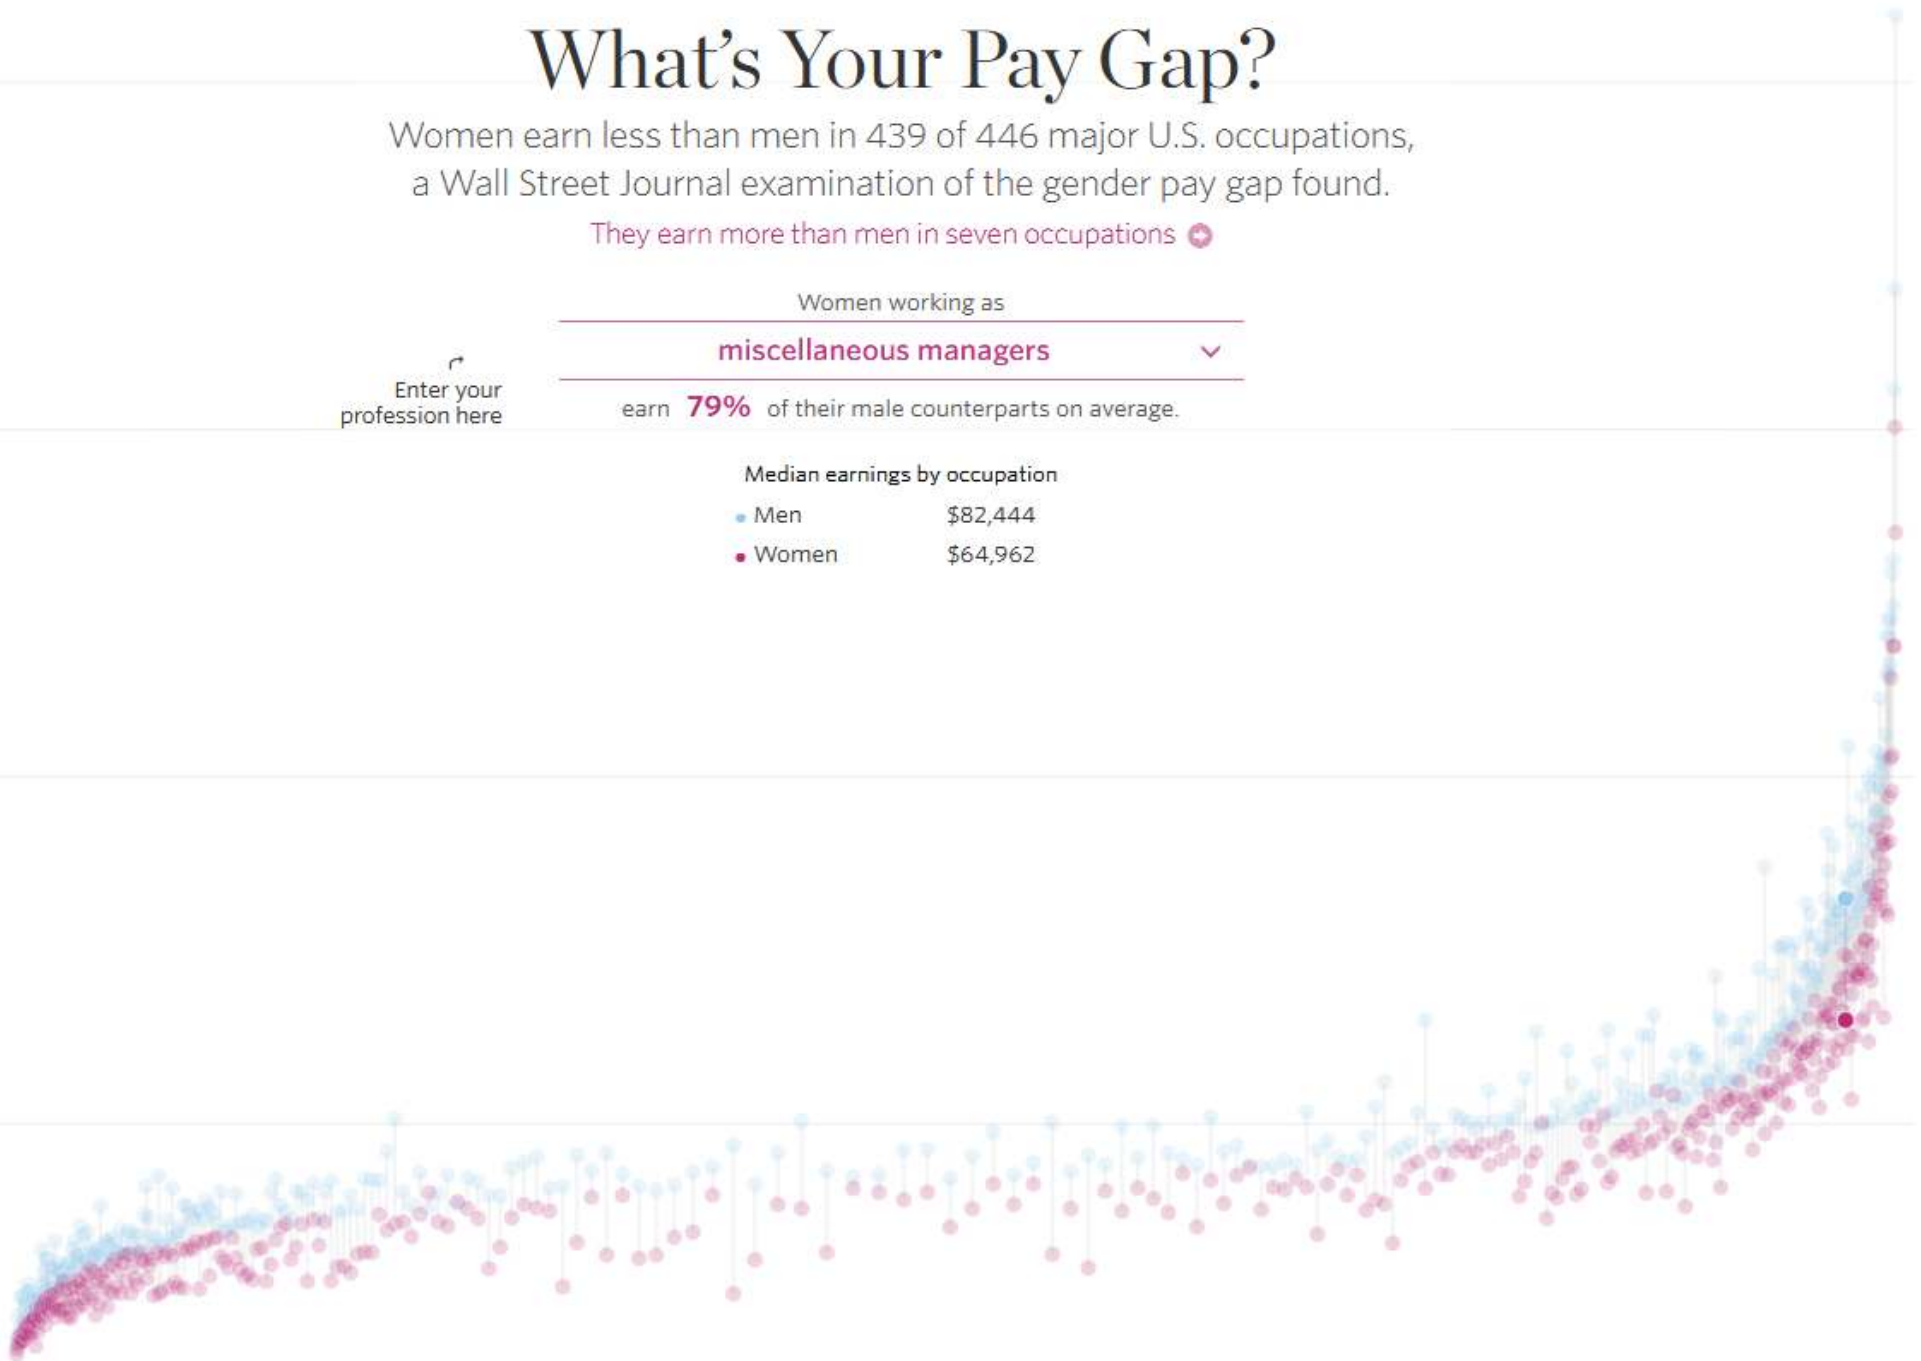 What's Your Pay Gap?
Women earn less than men in 439 of 446 major U.S. occupations,
a Wall Street Journal examination of the gender pay gap found.
They earn more than men in seven occupations
Women working as
miscellaneous managers
Enter your
profession here
earn 79% of their male counterparts on average.
Median earnings by occupation
Men $82,444
Women $64,962